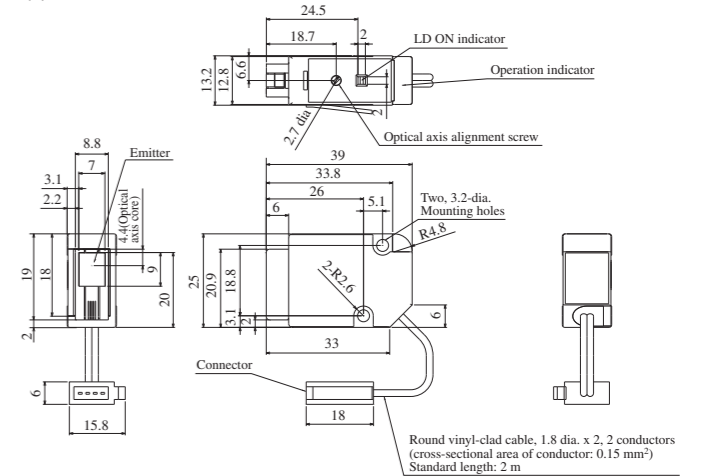 24.5
18.7
2
LD ON indicator
Operation indicator
13.2
12.8
6.6
2
2.7 dia
Optical axis alignment screw
8.8
7
Emitter
3.1
2.2
4.4(Optical
axis core)
19
18
9
20
2
39
33.8
26
5.1
6
Two, 3.2-dia.
Mounting holes
R4.8
25
20.9
18.8
3.1
2
2-R2.6
6
33
Connector
6
15.8
18
Round vinyl-clad cable, 1.8 dia. x 2, 2 conductors
(cross-sectional area of conductor: 0.15 mm²)
Standard length: 2 m